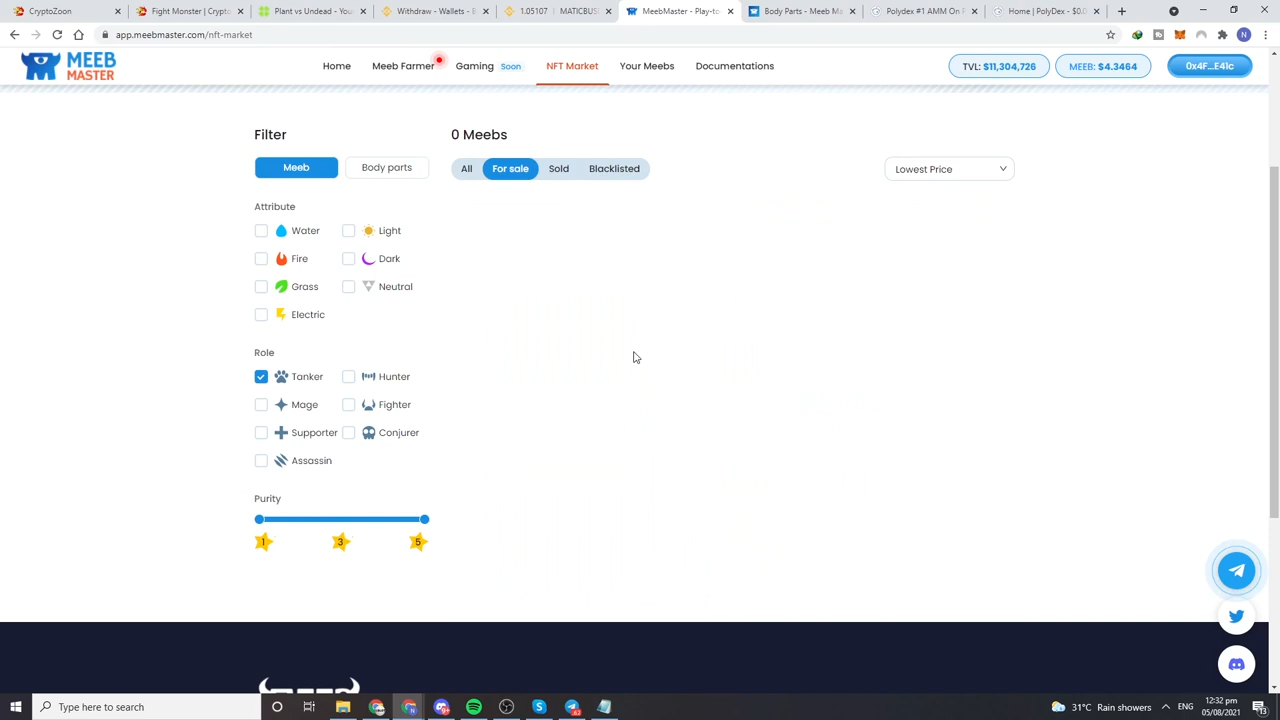 CryptoZoon
Fight Monster | Crypto
Plant vs Undead - Your
Withdraw - Wallets - B
1.05107 | MATICBUS
MeebMaster - Play-to
Body Parts - Meeb Ma
Polydex #1 AMM On
Home | PolyDex - $0.0
app.meebmaster.com/nft-market
N
MEEB MASTER
Home
Meeb Farmer
Gaming Soon
NFT Market
Your Meebs
Documentations
TVL: $11,304,726
MEEB: $4.3464
0x4F...E41c
Filter
0 Meebs
Meeb
Body parts
All
For sale
Sold
Blacklisted
Lowest Price
Attribute
Water
Light
Fire
Dark
Grass
Neutral
Electric
Role
Tanker
Hunter
Mage
Fighter
Supporter
Conjurer
Assassin
Purity
1
3
5
Type here to search
31°C Rain showers
ENG
12:32 pm
05/08/2021